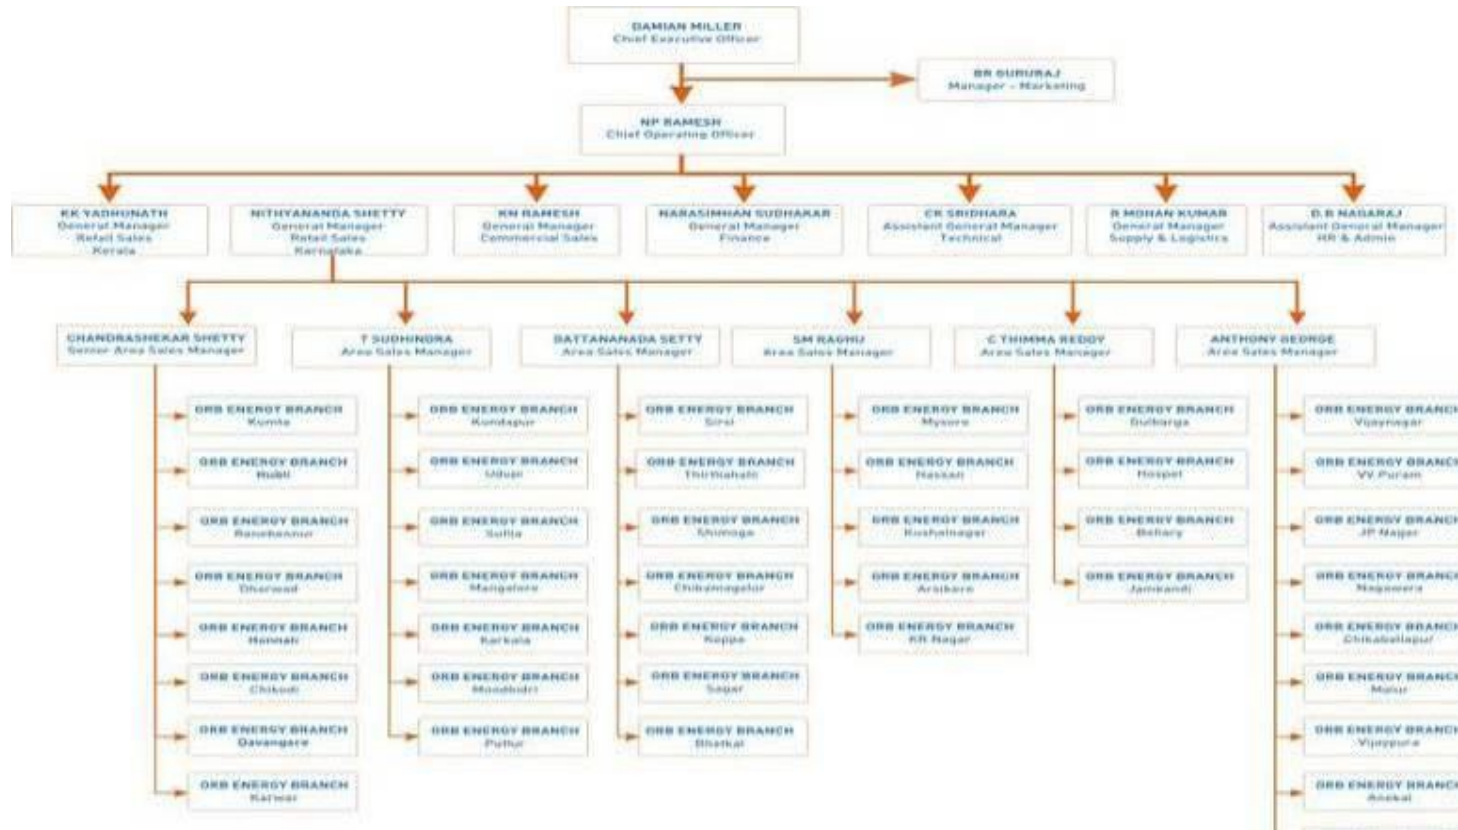 DAMIAN MILLER
Chief Executive Officer
BR GURURAJ
Manager - Marketing
NP RAMESH
Chief Operating Officer
KK YADHUNATH
General Manager
Retail Sales
Kerala
NITHYANANDA SHETTY
General Manager
Retail Sales
Karnataka
KN RAMESH
General Manager
Commercial Sales
NARASIMHAN SUDHAKAR
General Manager
Finance
CK SRIDHARA
Assistant General Manager
Technical
R MOHAN KUMAR
General Manager
Supply & Logistics
D.B NAGARAJ
Assistant General Manager
HR & Admin
CHANDRASHEKAR SHETTY
Senior Area Sales Manager
T SUDHINDRA
Area Sales Manager
DATTANANADA SETTY
Area Sales Manager
SM RAGHU
Area Sales Manager
C THIMMA REDDY
Area Sales Manager
ANTHONY GEORGE
Area Sales Manager
ORB ENERGY BRANCH
Kumta
ORB ENERGY BRANCH
Hubli
ORB ENERGY BRANCH
Ranebennur
ORB ENERGY BRANCH
Dharwad
ORB ENERGY BRANCH
Honnali
ORB ENERGY BRANCH
Chikodi
ORB ENERGY BRANCH
Davangere
ORB ENERGY BRANCH
Karwar
ORB ENERGY BRANCH
Kundapur
ORB ENERGY BRANCH
Udupi
ORB ENERGY BRANCH
Sullia
ORB ENERGY BRANCH
Mangalore
ORB ENERGY BRANCH
Karkala
ORB ENERGY BRANCH
Moodbidri
ORB ENERGY BRANCH
Puttur
ORB ENERGY BRANCH
Sirsi
ORB ENERGY BRANCH
Thirthahalli
ORB ENERGY BRANCH
Shimoga
ORB ENERGY BRANCH
Chikamagalur
ORB ENERGY BRANCH
Koppa
ORB ENERGY BRANCH
Sagar
ORB ENERGY BRANCH
Bhatkal
ORB ENERGY BRANCH
Mysore
ORB ENERGY BRANCH
Hassan
ORB ENERGY BRANCH
Kushalnagar
ORB ENERGY BRANCH
Arsikere
ORB ENERGY BRANCH
KR Nagar
ORB ENERGY BRANCH
Gulbarga
ORB ENERGY BRANCH
Hospet
ORB ENERGY BRANCH
Bellary
ORB ENERGY BRANCH
Jamkandi
ORB ENERGY BRANCH
Vijaynagar
ORB ENERGY BRANCH
VV Puram
ORB ENERGY BRANCH
JP Nagar
ORB ENERGY BRANCH
Nagawara
ORB ENERGY BRANCH
Chikaballapur
ORB ENERGY BRANCH
Malur
ORB ENERGY BRANCH
Vijaypura
ORB ENERGY BRANCH
Anekal